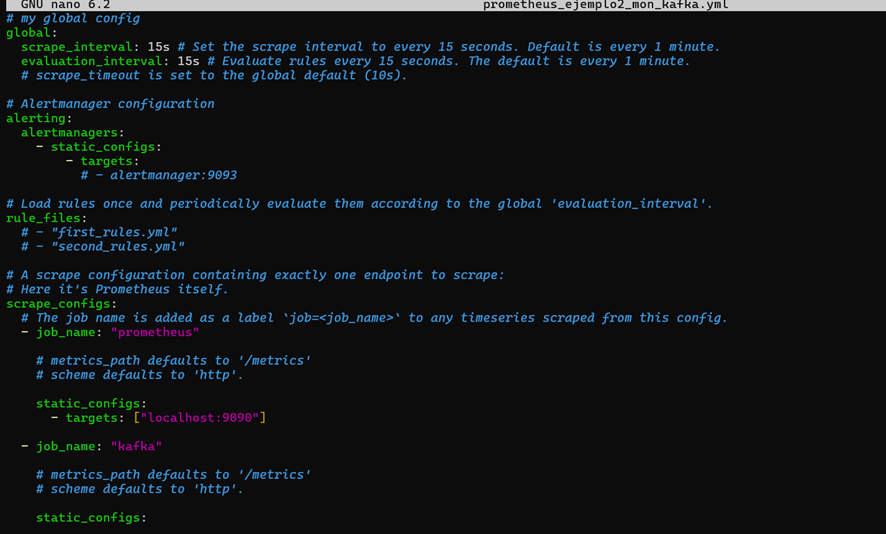 GNU nano 6.2 prometheus_ejemplo2_mon_kafka.yml
# my global config
global:
  scrape_interval: 15s # Set the scrape interval to every 15 seconds. Default is every 1 minute.
  evaluation_interval: 15s # Evaluate rules every 15 seconds. The default is every 1 minute.
  # scrape_timeout is set to the global default (10s).

# Alertmanager configuration
alerting:
  alertmanagers:
    - static_configs:
        - targets:
          # - alertmanager:9093

# Load rules once and periodically evaluate them according to the global 'evaluation_interval'.
rule_files:
  # - "first_rules.yml"
  # - "second_rules.yml"

# A scrape configuration containing exactly one endpoint to scrape:
# Here it's Prometheus itself.
scrape_configs:
  # The job name is added as a label `job=<job_name>` to any timeseries scraped from this config.
  - job_name: "prometheus"

    # metrics_path defaults to '/metrics'
    # scheme defaults to 'http'.

    static_configs:
      - targets: ["localhost:9090"]

  - job_name: "kafka"

    # metrics_path defaults to '/metrics'
    # scheme defaults to 'http'.

    static_configs: